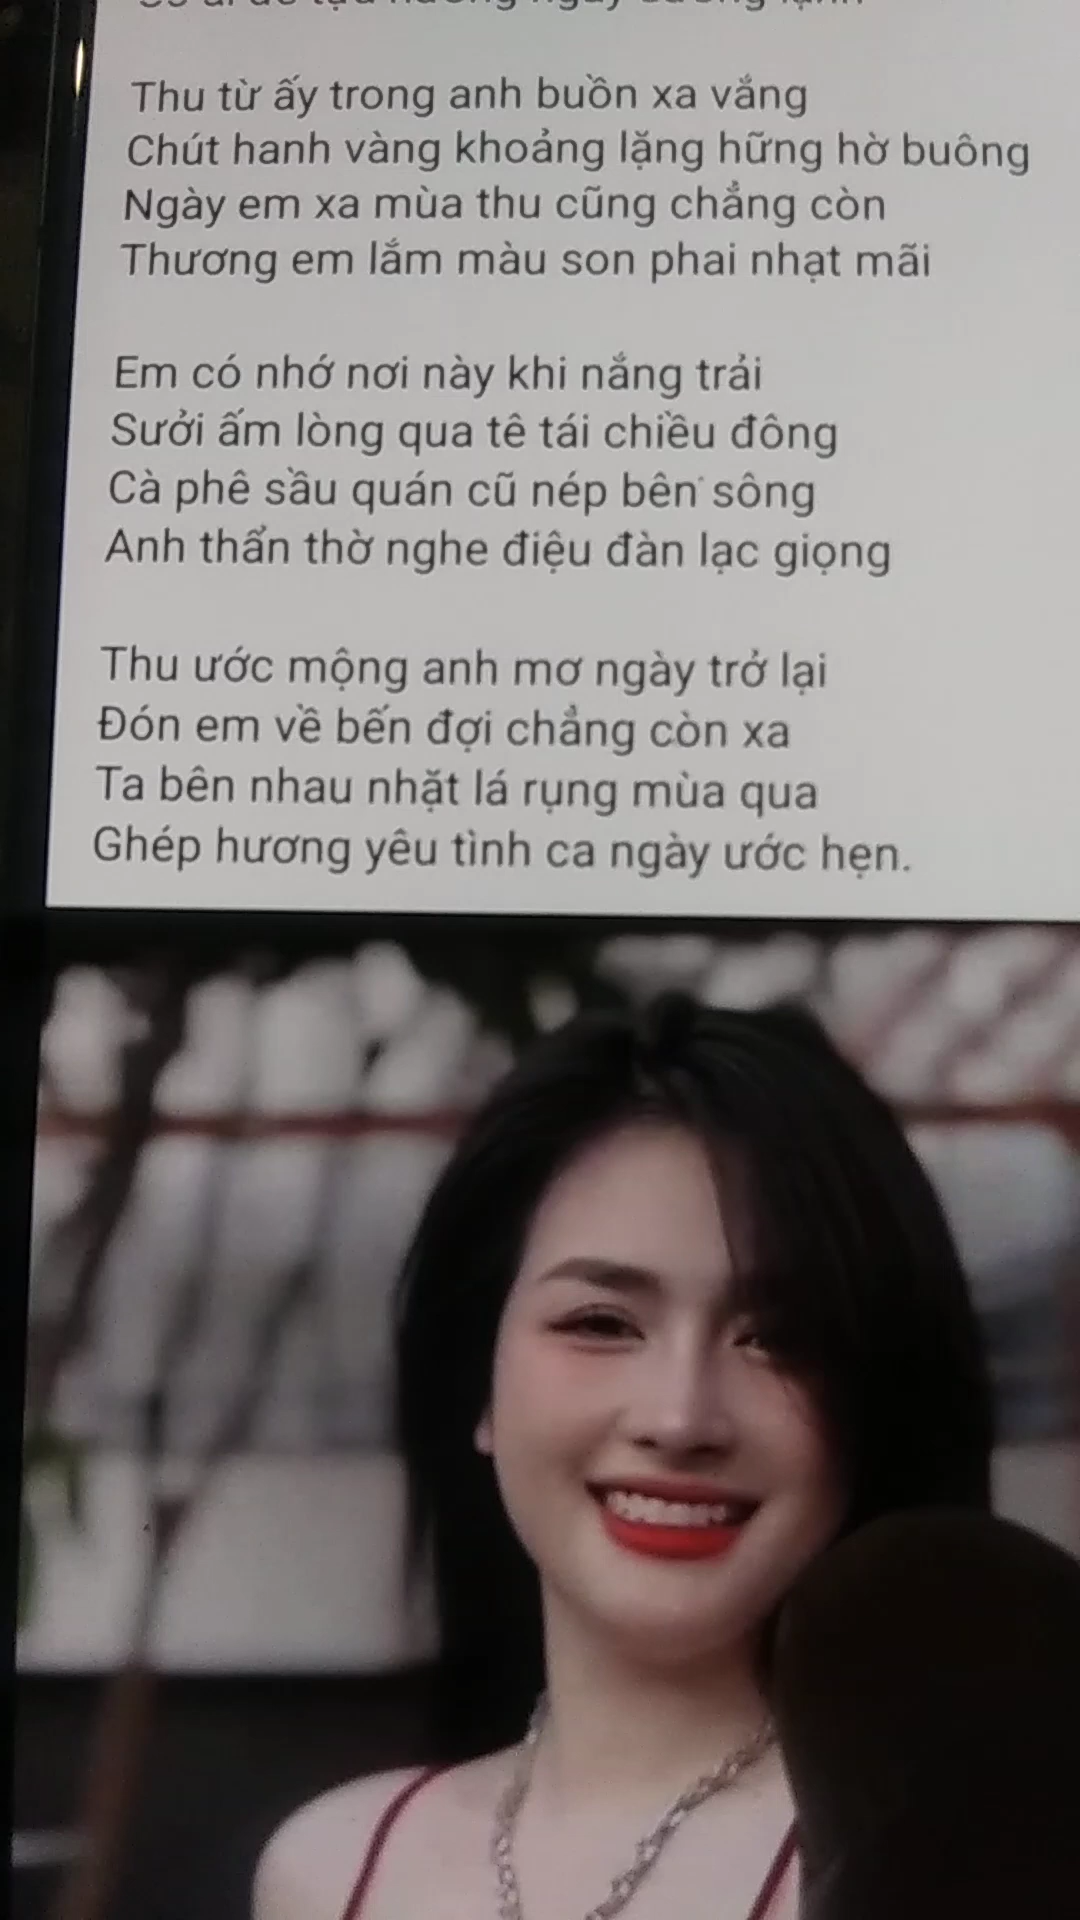 Thu từ ấy trong anh buồn xa vắng
Chút hanh vàng khoảng lặng hững hờ buông
Ngày em xa mùa thu cũng chẳng còn
Thương em lắm màu son phai nhạt mãi
Em có nhớ nơi này khi nắng trải
Sưởi ấm lòng qua tê tái chiều đông
Cà phê sầu quán cũ nép bên sông
Anh thẩn thờ nghe điệu đàn lạc giọng
Thu ước mộng anh mơ ngày trở lại
Đón em về bến đợi chẳng còn xa
Ta bên nhau nhặt lá rụng mùa qua
Ghép hương yêu tình ca ngày ước hẹn.